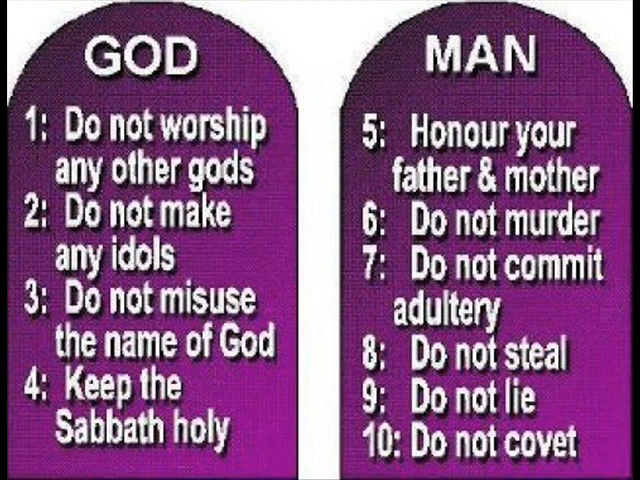 GOD
1: Do not worship
any other gods
2: Do not make
any idols
3: Do not misuse
the name of God
4: Keep the
Sabbath holy
MAN
5: Honour your
father & mother
6: Do not murder
7: Do not commit
adultery
8: Do not steal
9: Do not lie
10: Do not covet